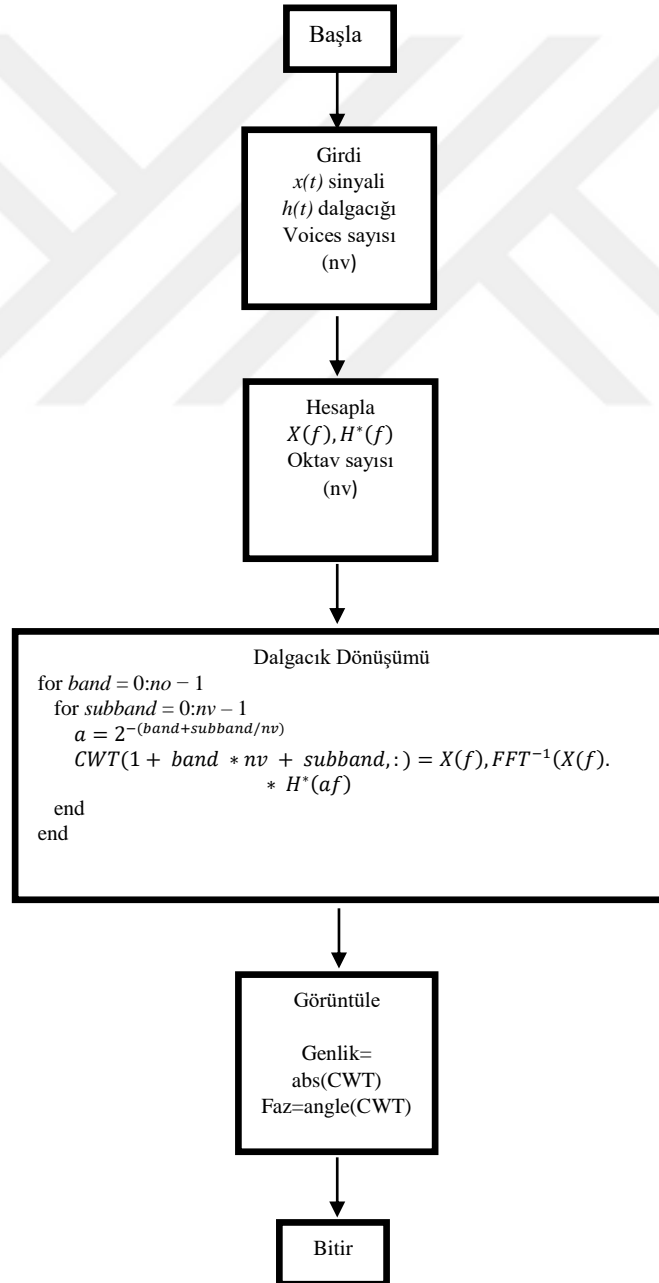 Başla
Girdi
x(t) sinyali
h(t) dalgacığı
Voices sayısı
(nv)
Hesapla
X(f), H*(f)
Oktav sayısı
(nv)
Dalgacık Dönüşümü
for band = 0:no − 1
for subband = 0:nv – 1
a = 2^−(band+subband/nv)
CWT(1 + band * nv + subband, : ) = X(f), FFT^−1(X(f).
* H*(af)
end
end
Görüntüle
Genlik=
abs(CWT)
Faz=angle(CWT)
Bitir